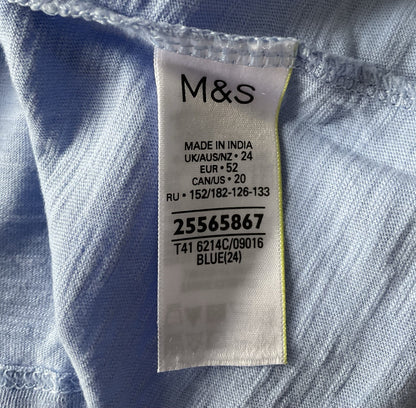 M&S
MADE IN INDIA
UK/AUS/NZ • 24
EUR • 52
CAN/US • 20
RU • 152/182-126-133
25565867
T41 6214C/09016
BLUE(24)